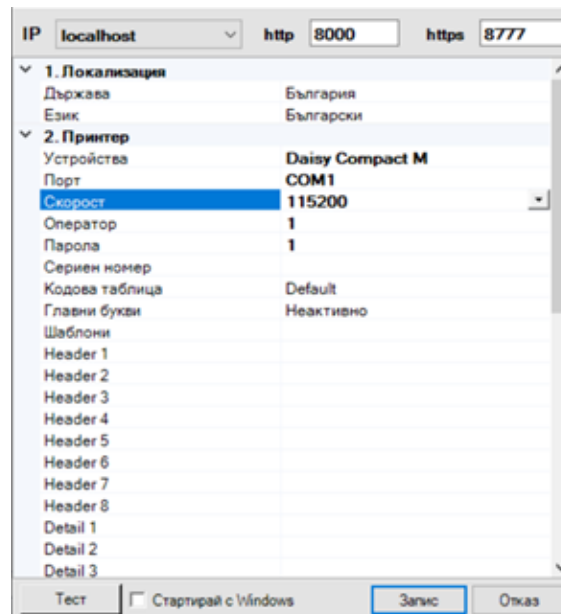 IP localhost http 8000 https 8777
1. Локализация
Държава България
Език Български
2. Принтер
Устройства Daisy Compact M
Порт COM1
Скорост 115200
Оператор 1
Парола 1
Сериен номер
Кодова таблица Default
Главни букви Неактивно
Шаблони
Header 1
Header 2
Header 3
Header 4
Header 5
Header 6
Header 7
Header 8
Detail 1
Detail 2
Detail 3
Тест Стартирай с Windows Запис Отказ